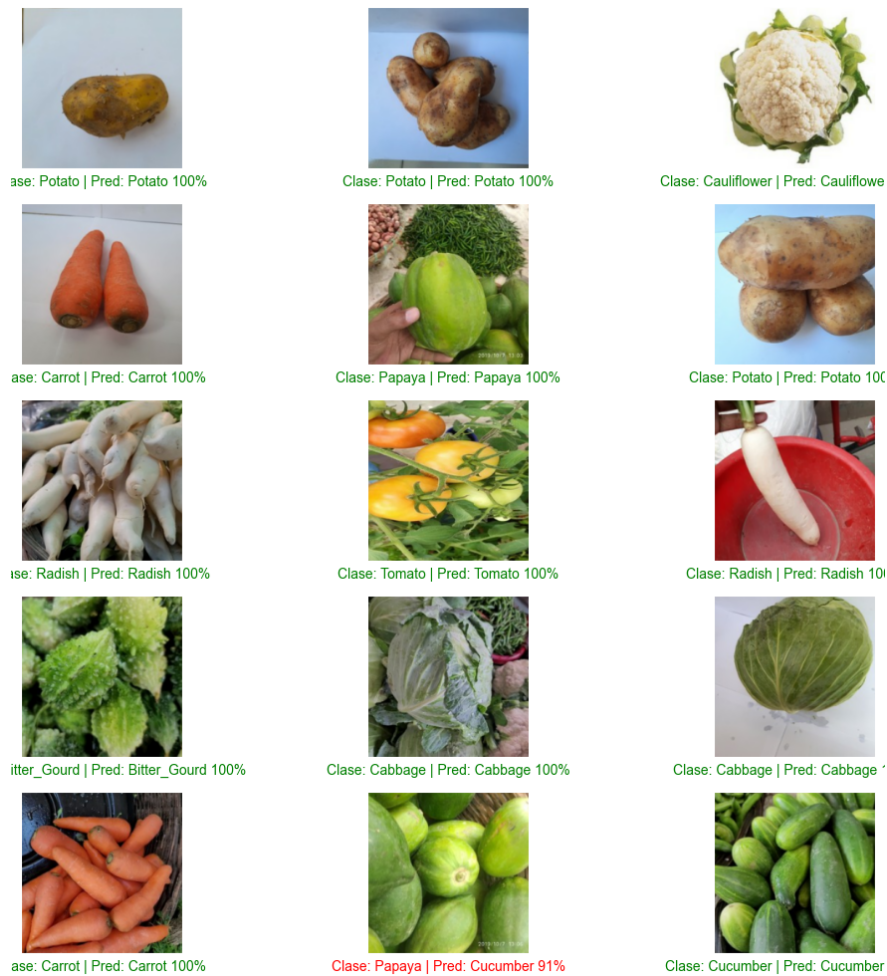 ase: Potato | Pred: Potato 100%
Clase: Potato | Pred: Potato 100%
Clase: Cauliflower | Pred: Cauliflowe
ase: Carrot | Pred: Carrot 100%
Clase: Papaya | Pred: Papaya 100%
Clase: Potato | Pred: Potato 100
ase: Radish | Pred: Radish 100%
Clase: Tomato | Pred: Tomato 100%
Clase: Radish | Pred: Radish 100
itter_Gourd | Pred: Bitter_Gourd 100%
Clase: Cabbage | Pred: Cabbage 100%
Clase: Cabbage | Pred: Cabbage 1
ase: Carrot | Pred: Carrot 100%
Clase: Papaya | Pred: Cucumber 91%
Clase: Cucumber | Pred: Cucumber